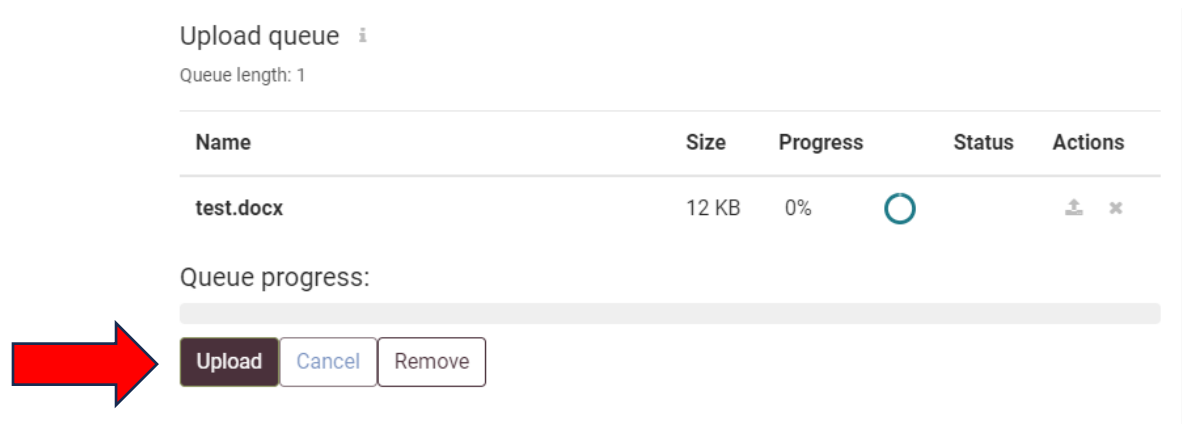 Upload queue i
Queue length: 1
Name Size Progress Status Actions
test.docx 12 KB 0%
Queue progress:
Upload Cancel Remove